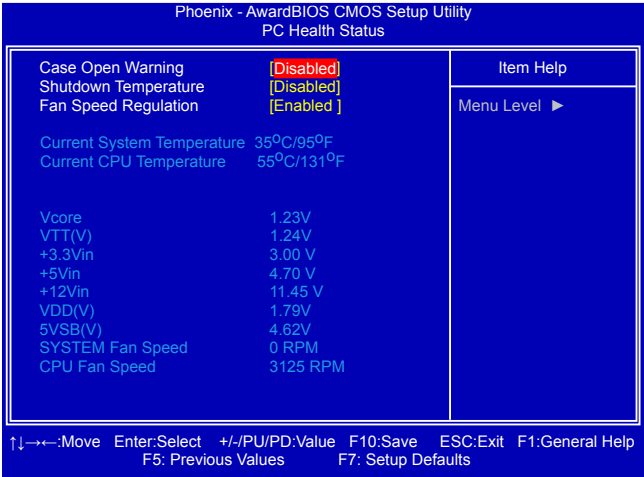 Phoenix - AwardBIOS CMOS Setup Utility
PC Health Status
Case Open Warning [Disabled]
Shutdown Temperature [Disabled]
Fan Speed Regulation [Enabled ]
Current System Temperature 35⁰C/95⁰F
Current CPU Temperature 55⁰C/131⁰F
Vcore 1.23V
VTT(V) 1.24V
+3.3Vin 3.00 V
+5Vin 4.70 V
+12Vin 11.45 V
VDD(V) 1.79V
5VSB(V) 4.62V
SYSTEM Fan Speed 0 RPM
CPU Fan Speed 3125 RPM
Item Help
Menu Level ►
↑↓→←:Move Enter:Select +/-/PU/PD:Value F10:Save ESC:Exit F1:General Help
F5: Previous Values F7: Setup Defaults